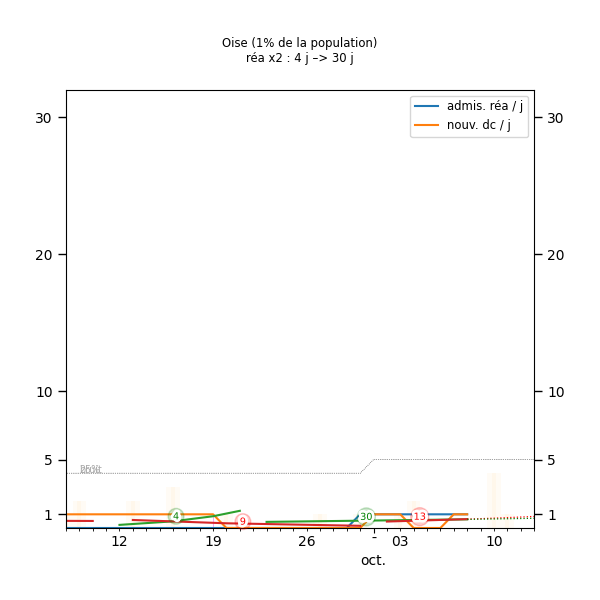 Oise (1% de la population)
réa x2 : 4 j –> 30 j
admis. réa / j
nouv. dc / j
30 30
20 20
10 10
5 5
4 9 30 13
1 1
12 19 26 - 03 10
oct.